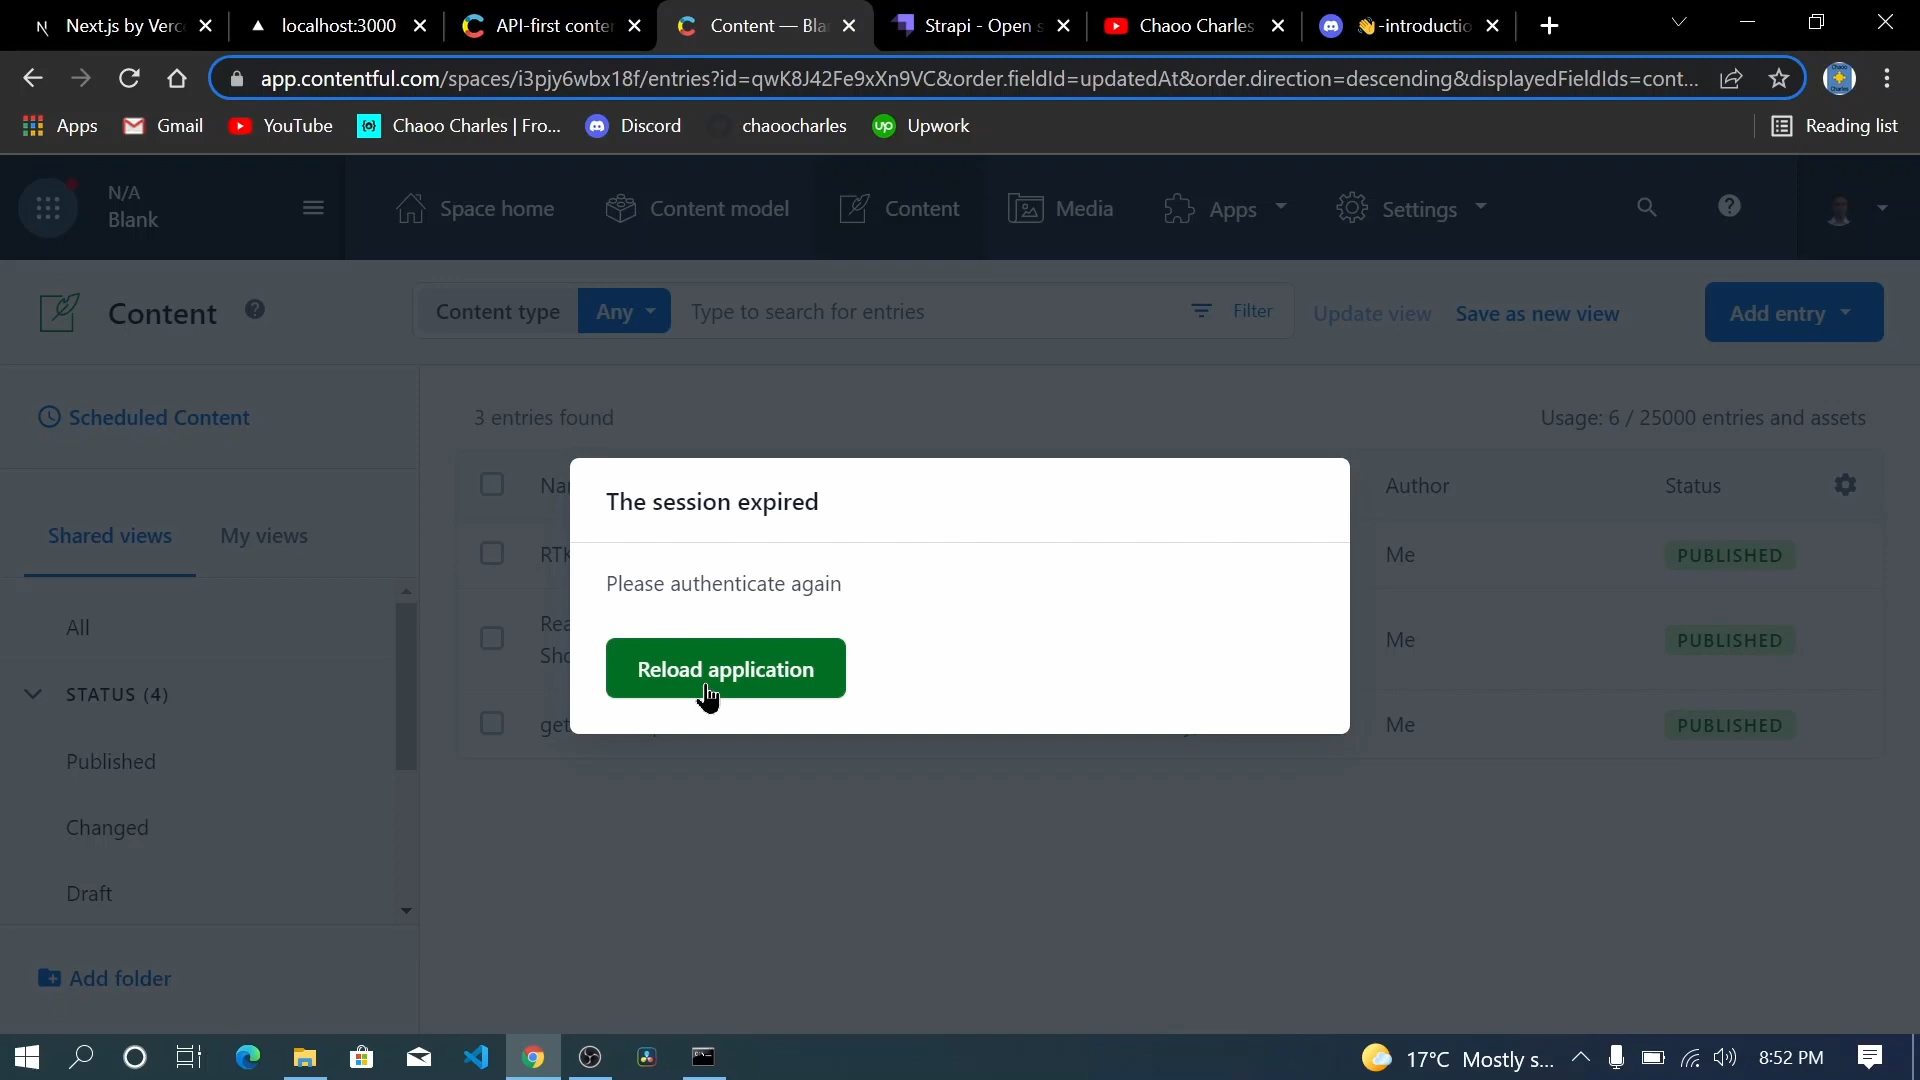 Next.js by Verc
localhost:3000
API-first conte
Content — Bla
Strapi - Open s
Chaoo Charles
👋-introductio
app.contentful.com/spaces/i3pjy6wbx18f/entries?id=qwK8J42Fe9xXn9VC&order.fieldId=updatedAt&order.direction=descending&displayedFieldIds=cont...
Apps
Gmail
YouTube
Chaoo Charles | Fro...
Discord
chaoocharles
Upwork
Reading list
N/A
Blank
Space home
Content model
Content
Media
Apps
Settings
Content
Content type
Any
Type to search for entries
Filter
Update view
Save as new view
Add entry
Scheduled Content
3 entries found
Usage: 6 / 25000 entries and assets
Shared views
My views
Na
Author
Status
RTK
Me
PUBLISHED
Rea
Sho
Me
PUBLISHED
get
Me
PUBLISHED
The session expired
Please authenticate again
Reload application
All
STATUS (4)
Published
Changed
Draft
Add folder
17°C Mostly s...
8:52 PM